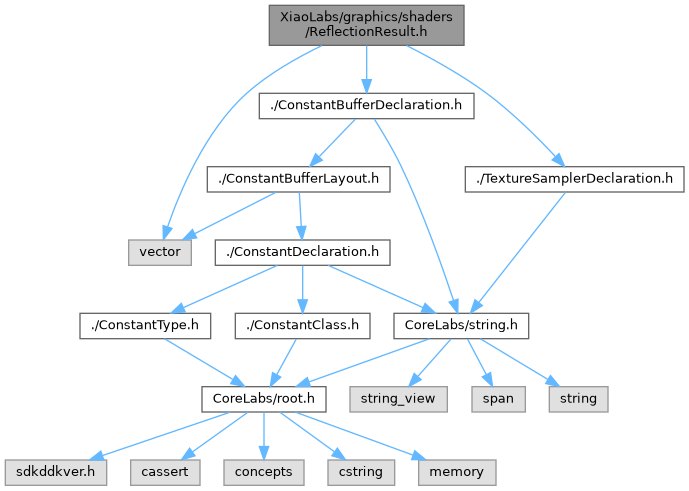 XiaoLabs/graphics/shaders
/ReflectionResult.h
./ConstantBufferDeclaration.h
./ConstantBufferLayout.h
./TextureSamplerDeclaration.h
vector
./ConstantDeclaration.h
./ConstantType.h
./ConstantClass.h
CoreLabs/string.h
CoreLabs/root.h
string_view
span
string
sdkddkver.h
cassert
concepts
cstring
memory